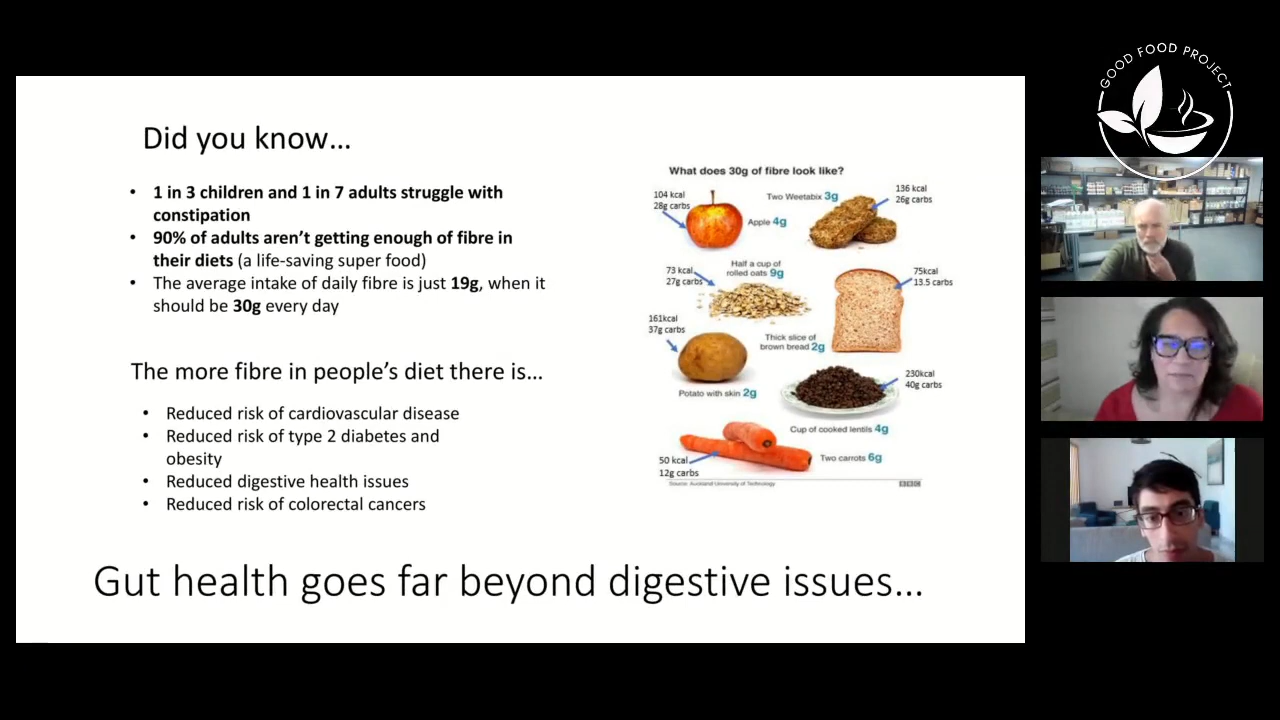 GOOD FOOD PROJECT
Did you know...
• 1 in 3 children and 1 in 7 adults struggle with
constipation
• 90% of adults aren't getting enough of fibre in
their diets (a life-saving super food)
• The average intake of daily fibre is just 19g, when it
should be 30g every day
The more fibre in people's diet there is...
• Reduced risk of cardiovascular disease
• Reduced risk of type 2 diabetes and
obesity
• Reduced digestive health issues
• Reduced risk of colorectal cancers
What does 30g of fibre look like?
104 kcal
28g carbs
Apple 4g
Two Weetabix 3g
136 kcal
26g carbs
73 kcal
27g carbs
Half a cup of
rolled oats 9g
75kcal
13.5 carbs
161kcal
37g carbs
Thick slice of
brown bread 2g
Potato with skin 2g
230kcal
40g carbs
Cup of cooked lentils 4g
50 kcal
12g carbs
Two carrots 6g
Source: Auckland University of Technology
BBC
Gut health goes far beyond digestive issues...